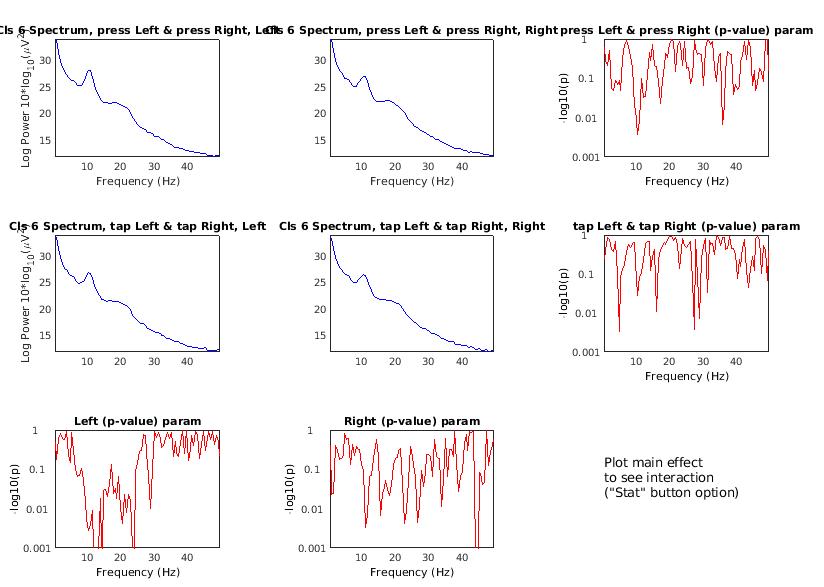 Cls 6 Spectrum, press Left & press Right, Left
Cls 6 Spectrum, press Left & press Right, Right
press Left & press Right (p-value) param
Log Power 10*log10(μV2)
30
25
20
15
10 20 30 40
Frequency (Hz)
10 20 30 40
Frequency (Hz)
-log10(p)
1
0.1
0.01
0.001
10 20 30 40
Frequency (Hz)
Cls 6 Spectrum, tap Left & tap Right, Left
Cls 6 Spectrum, tap Left & tap Right, Right
tap Left & tap Right (p-value) param
Log Power 10*log10(μV2)
30
25
20
15
10 20 30 40
Frequency (Hz)
30
25
20
15
10 20 30 40
Frequency (Hz)
-log10(p)
1
0.1
0.01
0.001
10 20 30 40
Frequency (Hz)
Left (p-value) param
-log10(p)
1
0.1
0.01
0.001
10 20 30 40
Frequency (Hz)
Right (p-value) param
-log10(p)
1
0.1
0.01
0.001
10 20 30 40
Frequency (Hz)
Plot main effect
to see interaction
("Stat" button option)